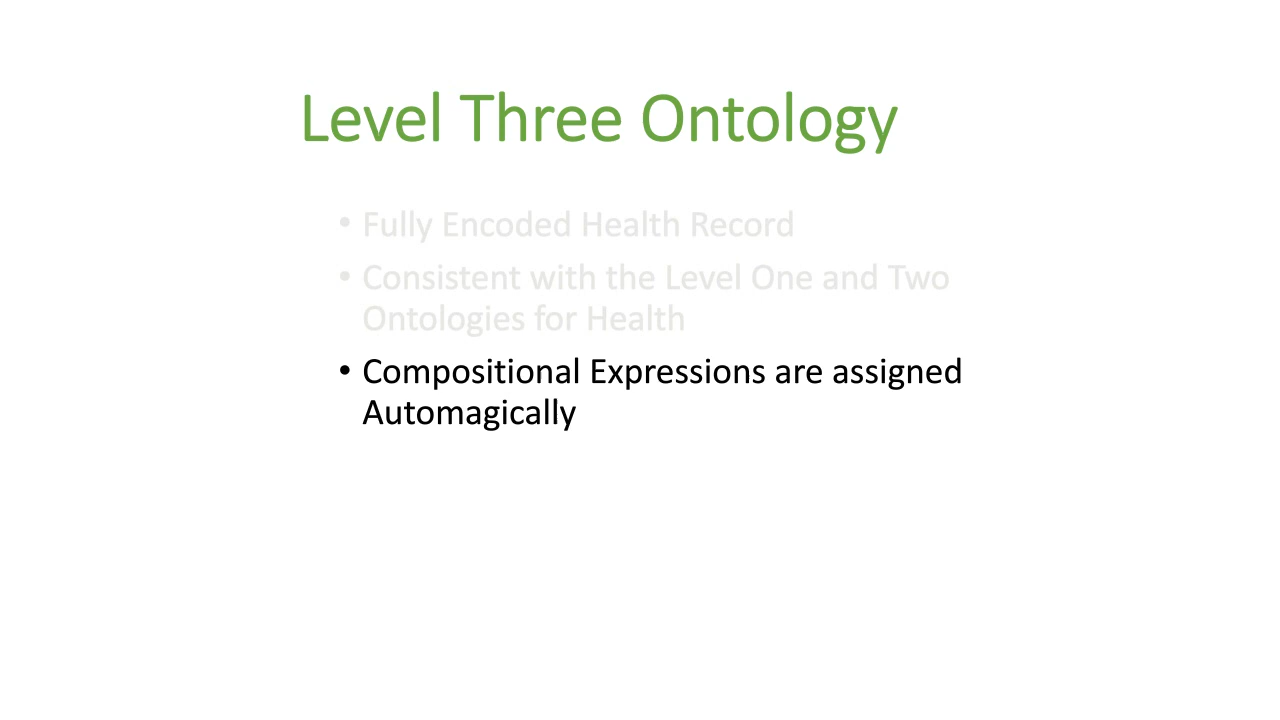 Level Three Ontology
• Fully Encoded Health Record
• Consistent with the Level One and Two
Ontologies for Health
• Compositional Expressions are assigned
Automagically